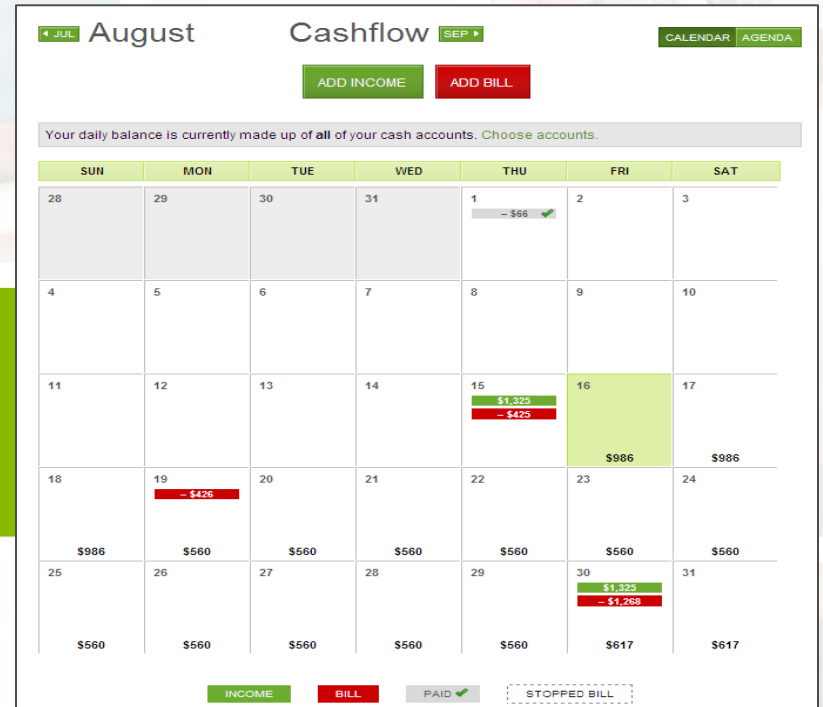 ◂ JUL August Cashflow SEP ▸ CALENDAR AGENDA
ADD INCOME ADD BILL
Your daily balance is currently made up of all of your cash accounts. Choose accounts.
SUN MON TUE WED THU FRI SAT
28 29 30 31 1 2 3
– $66 ✔
4 5 6 7 8 9 10
11 12 13 14 15 16 17
$1,325
– $425
$986 $986
18 19 20 21 22 23 24
– $426
$986 $560 $560 $560 $560 $560 $560
25 26 27 28 29 30 31
$1,325
– $1,268
$560 $560 $560 $560 $560 $617 $617
INCOME BILL PAID ✔ STOPPED BILL